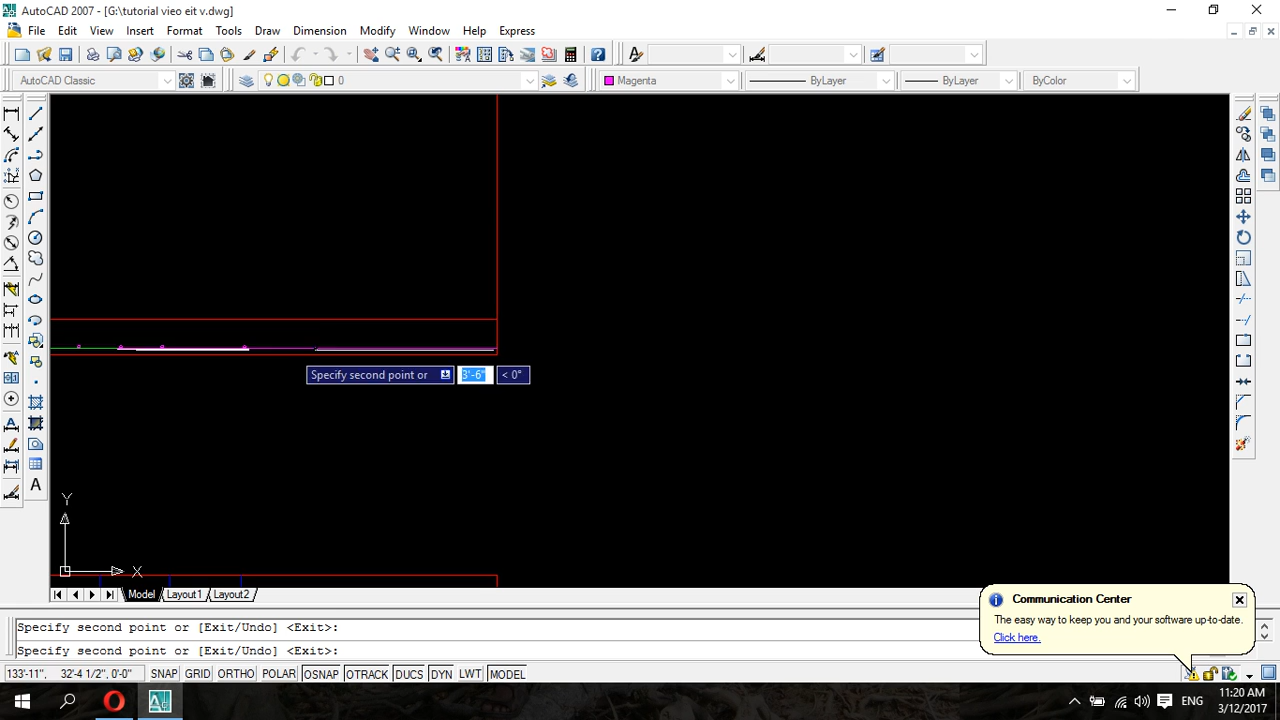 AutoCAD 2007 - [G:\tutorial vieo eit v.dwg]
File Edit View Insert Format Tools Draw Dimension Modify Window Help Express
AutoCAD Classic
0
Magenta
ByLayer
ByLayer
ByColor
Specify second point or
3'-6"
< 0°
A
Y
X
Model Layout1 Layout2
Communication Center
The easy way to keep you and your software up-to-date.
Click here.
Specify second point or [Exit/Undo] <Exit>:
Specify second point or [Exit/Undo] <Exit>:
133'-11", 32'-4 1/2", 0'-0" SNAP GRID ORTHO POLAR OSNAP OTRACK DUCS DYN LWT MODEL
ENG
11:20 AM
3/12/2017